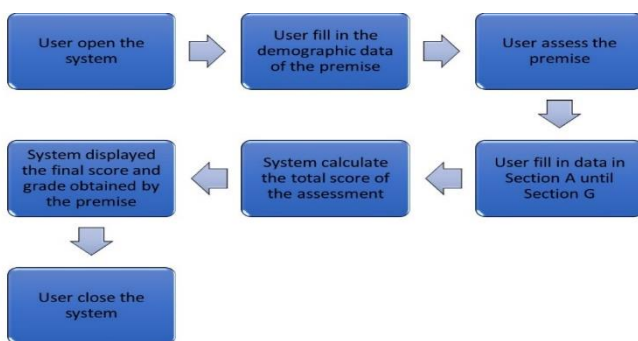 User open the
system
User fill in the
demographic data
of the premise
User assess the
premise
User fill in data in
Section A until
Section G
System calculate
the total score of
the assessment
System displayed
the final score and
grade obtained by
the premise
User close the
system